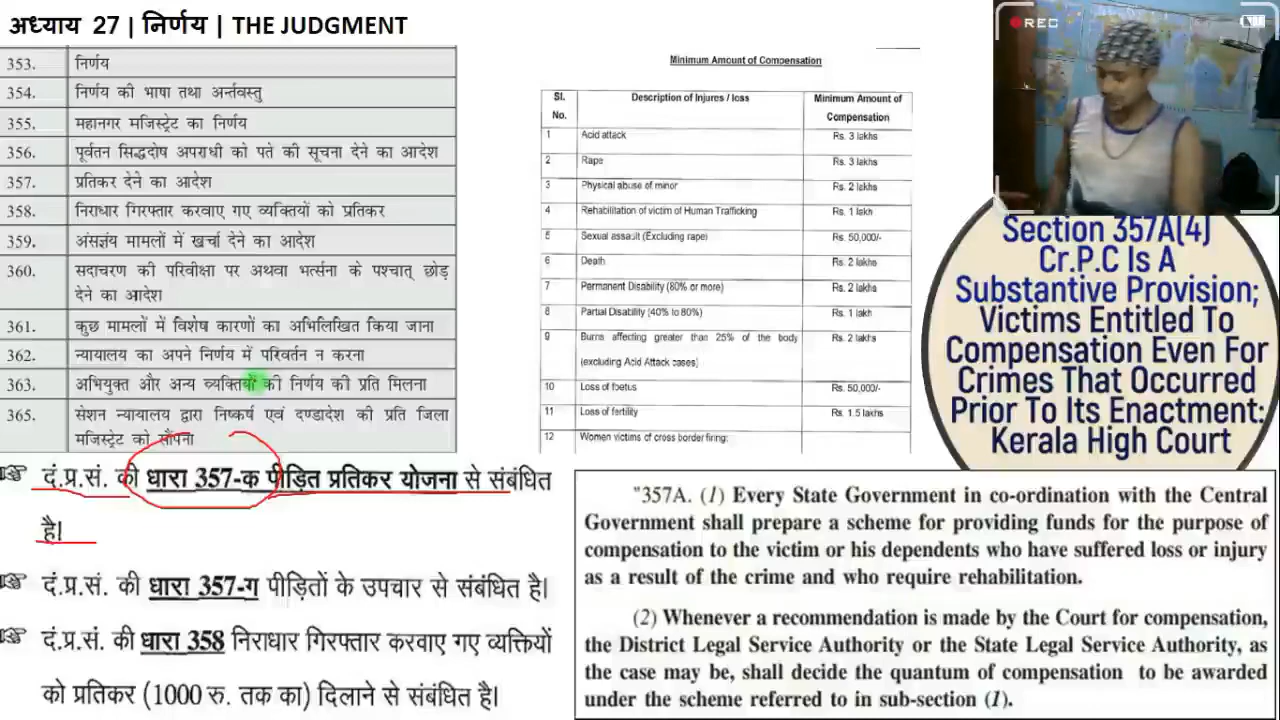 अध्याय 27 | निर्णय | THE JUDGMENT
353. निर्णय
354. निर्णय की भाषा तथा अर्न्तवस्तु
355. महानगर मजिस्ट्रेट का निर्णय
356. पूर्वतन सिद्धदोष अपराधी को पते की सूचना देने का आदेश
357. प्रतिकर देने का आदेश
358. निराधार गिरफ्तार करवाए गए व्यक्तियों को प्रतिकर
359. अंसज्ञेय मामलों में खर्चा देने का आदेश
360. सदाचरण की परिवीक्षा पर अथवा भर्त्सना के पश्चात् छोड़
देने का आदेश
361. कुछ मामलों में विशेष कारणों का अभिलिखित किया जाना
362. न्यायालय का अपने निर्णय में परिवर्तन न करना
363. अभियुक्त और अन्य व्यक्तियों की निर्णय की प्रति मिलना
365. सेशन न्यायालय द्वारा निष्कर्ष एवं दण्डादेश की प्रति जिला
मजिस्ट्रेट को सौंपना
Minimum Amount of Compensation
Sl. No. Description of Injures / loss Minimum Amount of Compensation
1 Acid attack Rs. 3 lakhs
2 Rape Rs. 3 lakhs
3 Physical abuse of minor Rs. 2 lakhs
4 Rehabilitation of victim of Human Trafficking Rs. 1 lakh
5 Sexual assault (Excluding rape) Rs. 50,000/-
6 Death Rs. 2 lakhs
7 Permanent Disability (80% or more) Rs. 2 lakhs
8 Partial Disability (40% to 80%) Rs. 1 lakh
9 Burns affecting greater than 25% of the body Rs. 2 lakhs
(excluding Acid Attack cases)
10 Loss of foetus Rs. 50,000/-
11 Loss of fertility Rs. 1.5 lakhs
12 Women victims of cross border firing:
REC
Section 357A(4)
Cr.P.C Is A
Substantive Provision;
Victims Entitled To
Compensation Even For
Crimes That Occurred
Prior To Its Enactment:
Kerala High Court
दं.प्र.सं. की धारा 357-क पीड़ित प्रतिकर योजना से संबंधित
है।
दं.प्र.सं. की धारा 357-ग पीड़ितों के उपचार से संबंधित है।
दं.प्र.सं. की धारा 358 निराधार गिरफ्तार करवाए गए व्यक्तियों
को प्रतिकर (1000 रु. तक का) दिलाने से संबंधित है।
"357A. (1) Every State Government in co-ordination with the Central
Government shall prepare a scheme for providing funds for the purpose of
compensation to the victim or his dependents who have suffered loss or injury
as a result of the crime and who require rehabilitation.
(2) Whenever a recommendation is made by the Court for compensation,
the District Legal Service Authority or the State Legal Service Authority, as
the case may be, shall decide the quantum of compensation to be awarded
under the scheme referred to in sub-section (1).